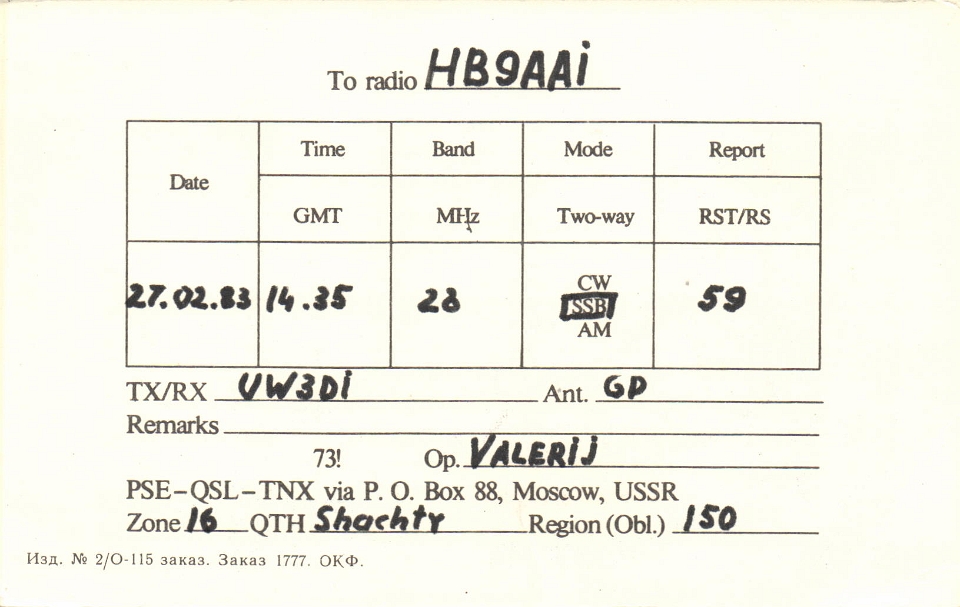 To radio HB9AAi
Date Time Band Mode Report
GMT MHz Two-way RST/RS
27.02.83 14.35 28 CW
SSB 59
AM
TX/RX UW3Di Ant. GP
Remarks
73! Op. VALERIJ
PSE-QSL-TNX via P. O. Box 88, Moscow, USSR
Zone 16 QTH Shachty Region (Obl.) 150
Изд. № 2/О-115 заказ. Заказ 1777. ОКФ.